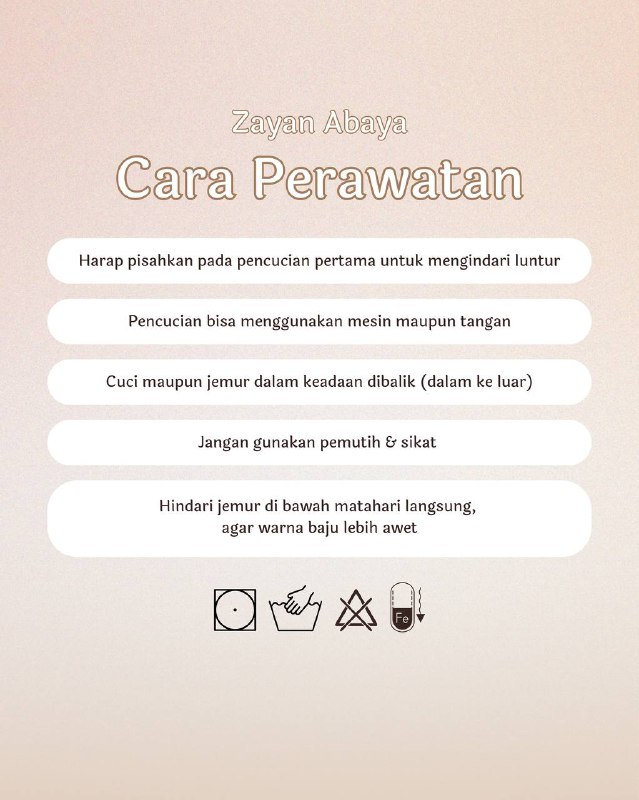 Zayan Abaya
Cara Perawatan
Harap pisahkan pada pencucian pertama untuk mengindari luntur
Pencucian bisa menggunakan mesin maupun tangan
Cuci maupun jemur dalam keadaan dibalik (dalam ke luar)
Jangan gunakan pemutih & sikat
Hindari jemur di bawah matahari langsung,
agar warna baju lebih awet
Fe